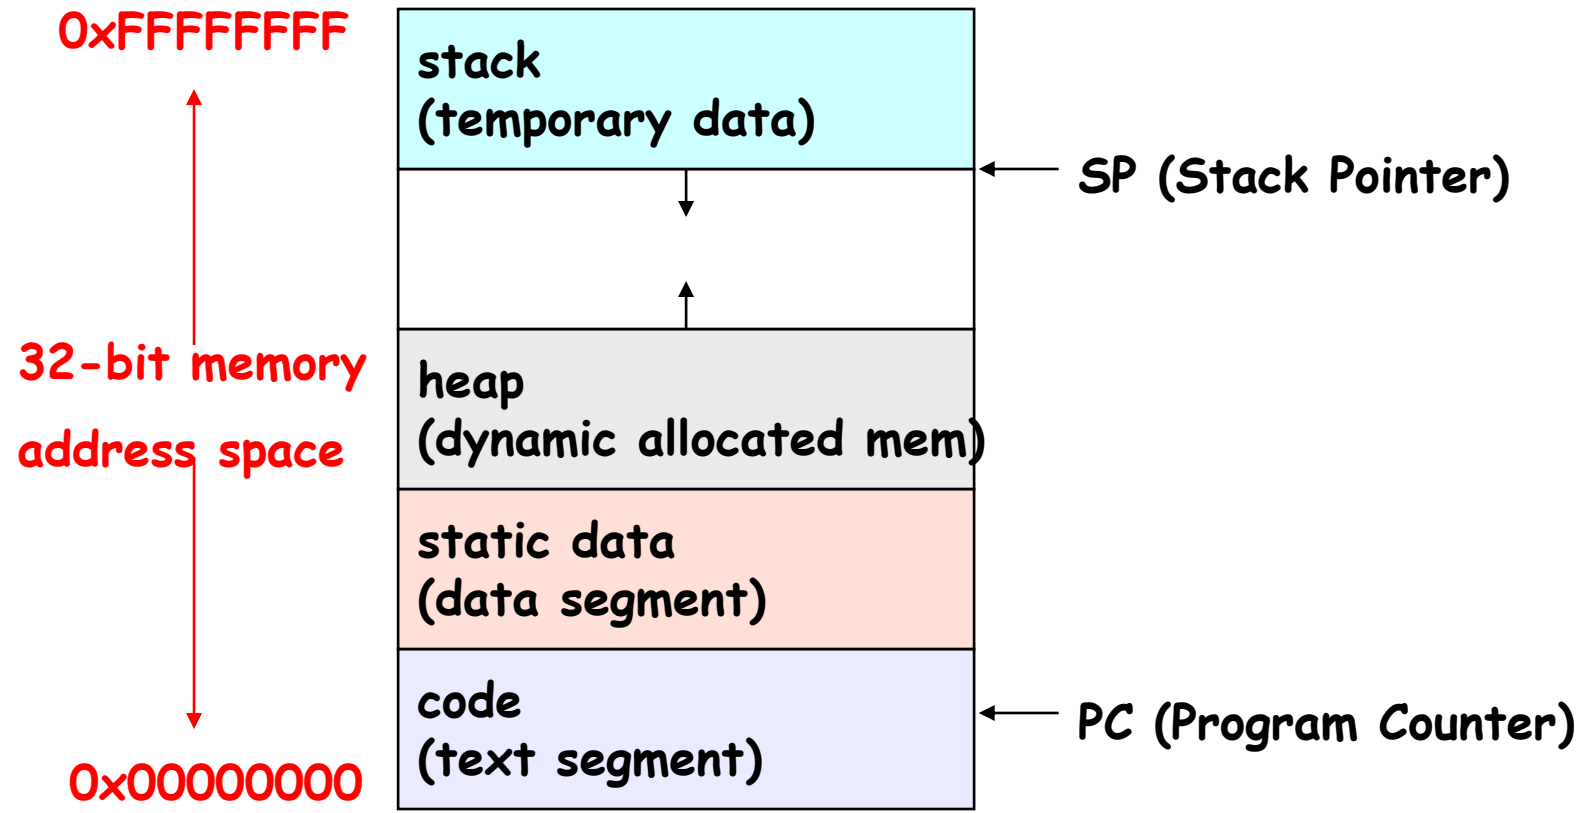 0xFFFFFFFF
stack
(temporary data)
SP (Stack Pointer)
32-bit memory
address space
heap
(dynamic allocated mem)
static data
(data segment)
code
(text segment)
PC (Program Counter)
0x00000000